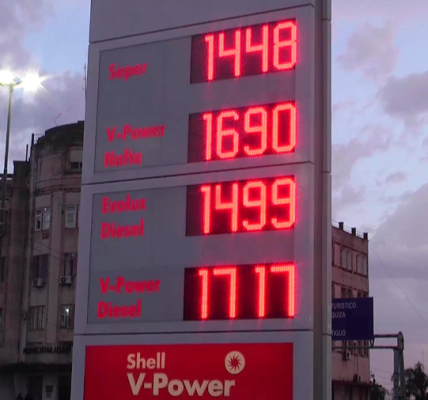 Super 1448
V-Power
Nafta 1690
Evolux
Diesel 1499
V-Power
Diesel 1717
Shell
V-Power